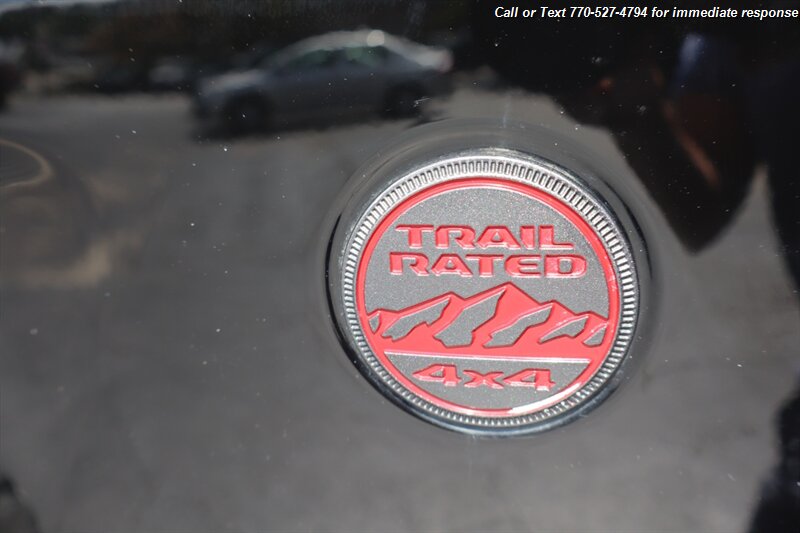 Call or Text 770-527-4794 for immediate response
TRAIL
RATED
4x4